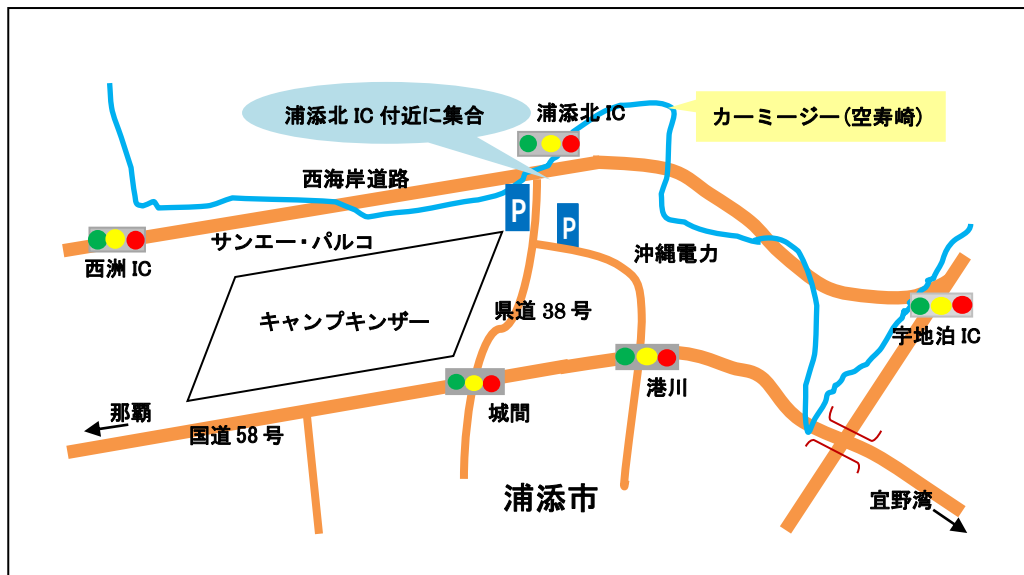 浦添北 IC
浦添北 IC 付近に集合
カーミージー(空寿崎)
西海岸道路
P
P
サンエー・パルコ
沖縄電力
西洲 IC
県道 38 号
キャンプキンザー
宇地泊 IC
港川
那覇
城間
国道 58 号
浦添市
宜野湾